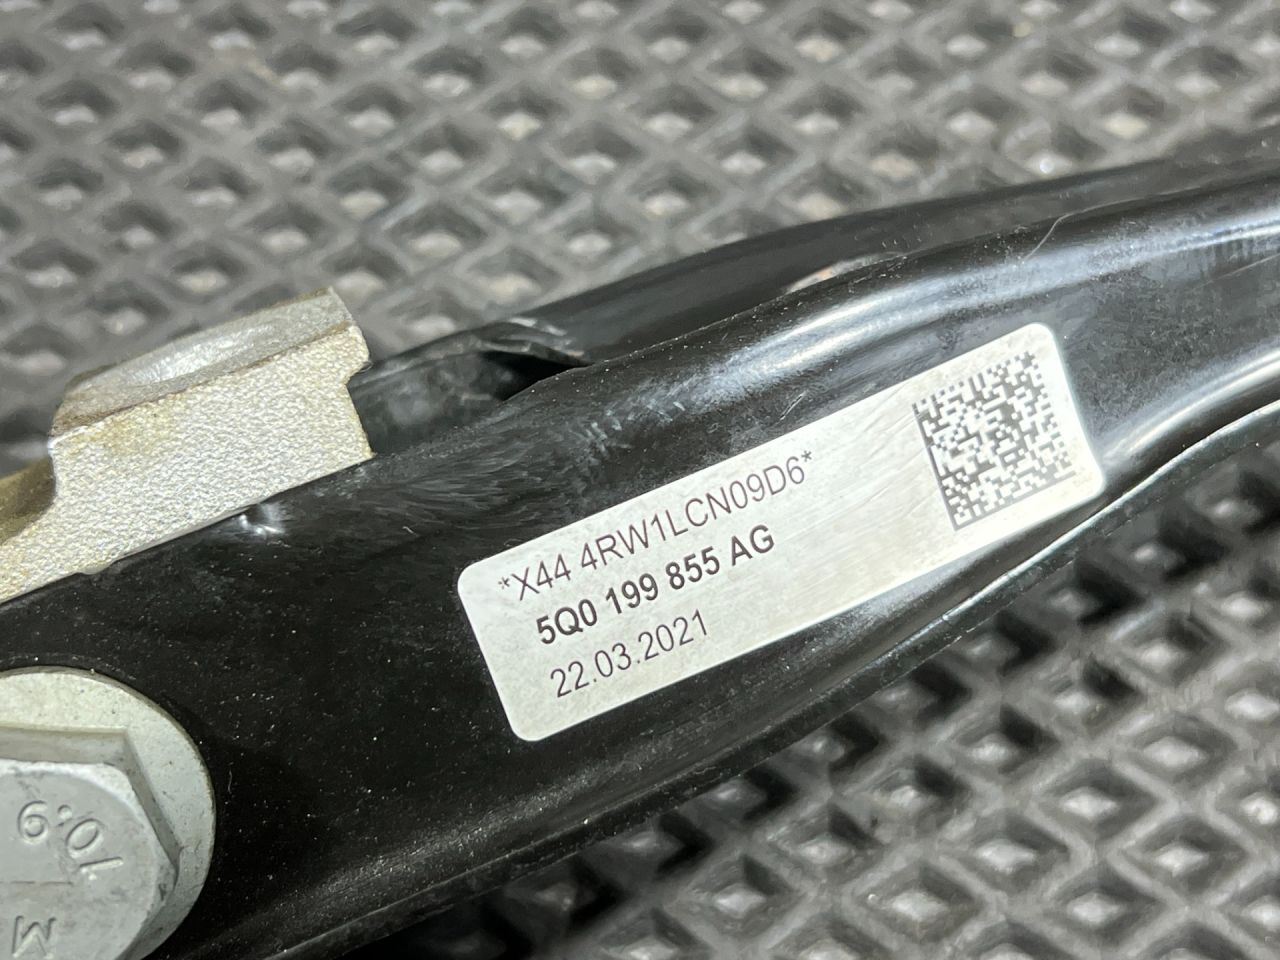 *X44 4RW1LCN09D6*
5Q0 199 855 AG
22.03.2021
10.9
M